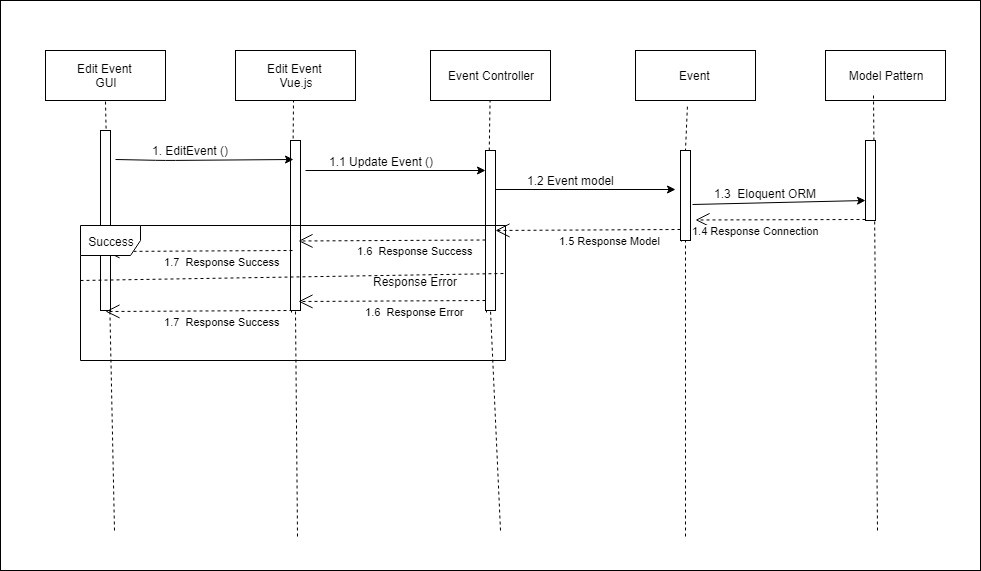 Edit Event
GUI
Edit Event
Vue.js
Event Controller
Event
Model Pattern
1. EditEvent ()
1.1 Update Event ()
1.2 Event model
1.3 Eloquent ORM
1.4 Response Connection
1.5 Response Model
Success
1.6 Response Success
1.7 Response Success
Response Error
1.6 Response Error
1.7 Response Success